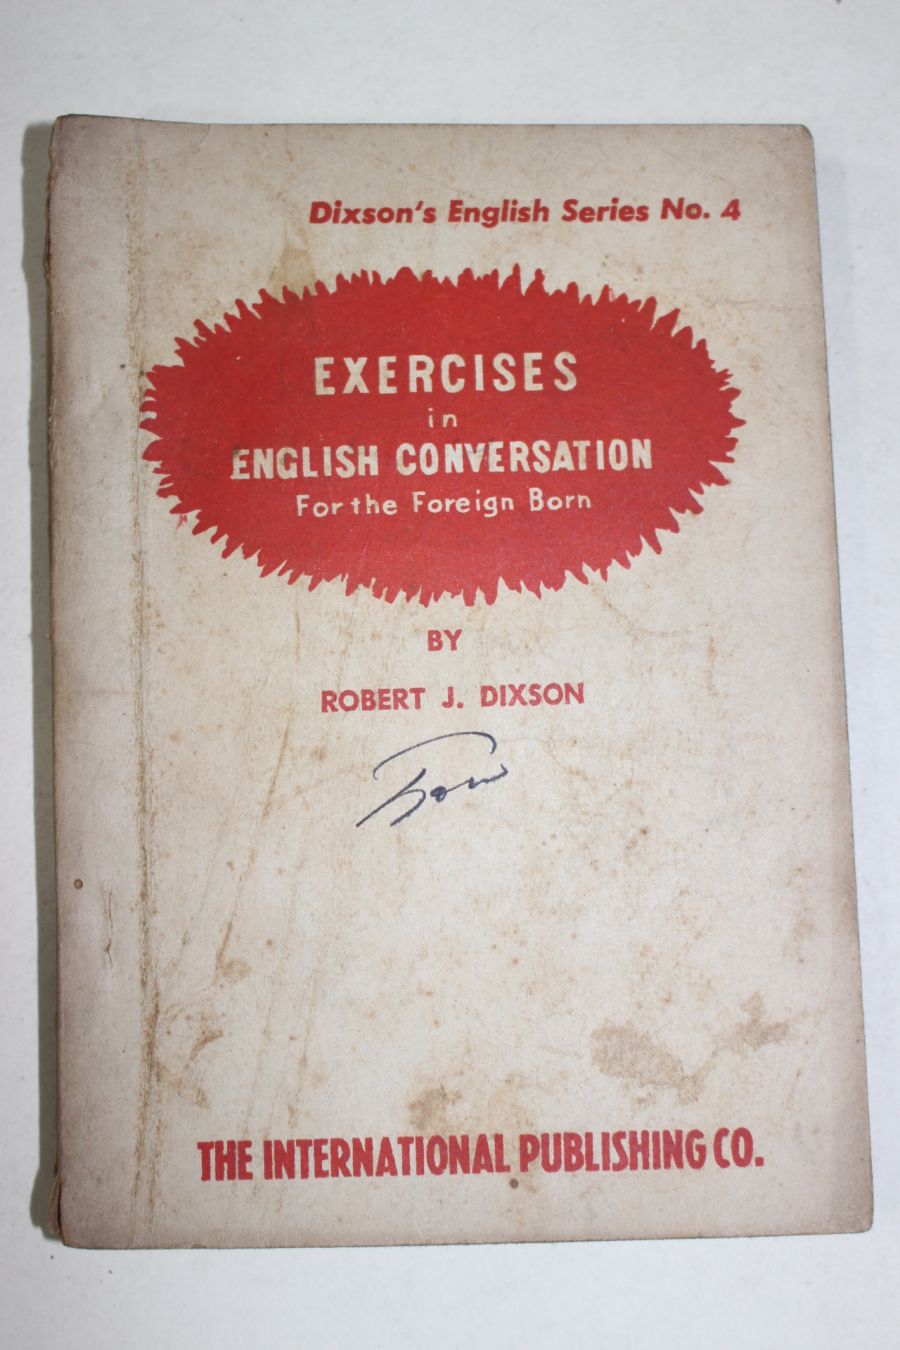 Dixson's English Series No. 4
EXERCISES
in
ENGLISH CONVERSATION
For the Foreign Born
BY
ROBERT J. DIXSON
THE INTERNATIONAL PUBLISHING CO.